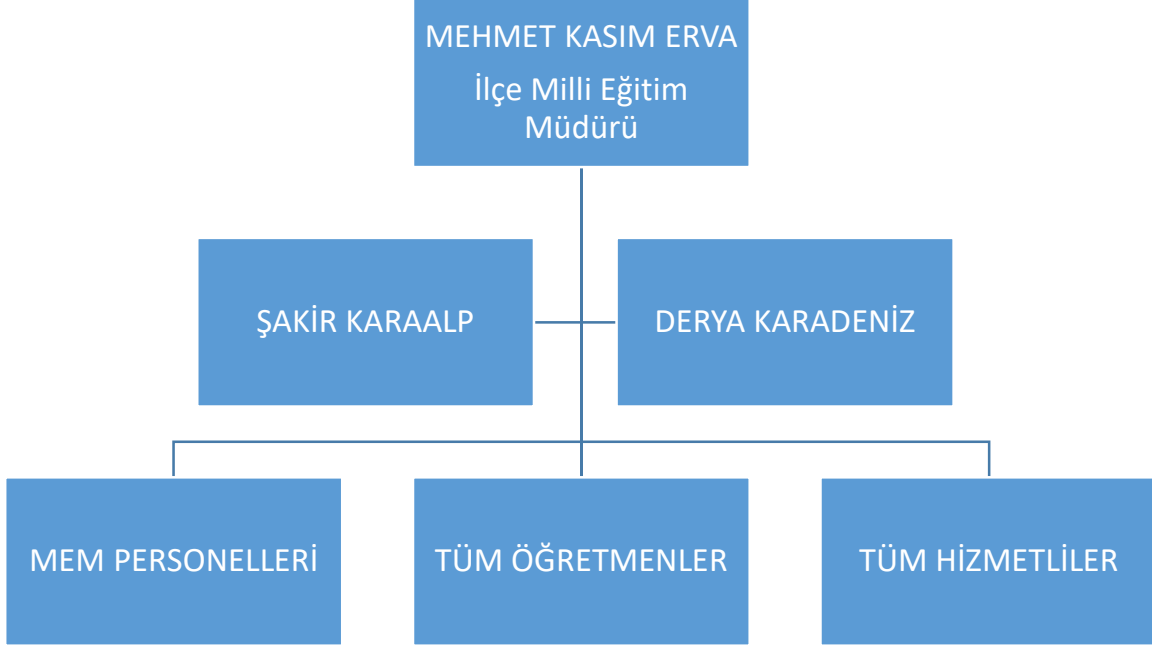 MEHMET KASIM ERVA
İlçe Milli Eğitim
Müdürü
ŞAKİR KARAALP
DERYA KARADENİZ
MEM PERSONELLERİ
TÜM ÖĞRETMENLER
TÜM HİZMETLİLER